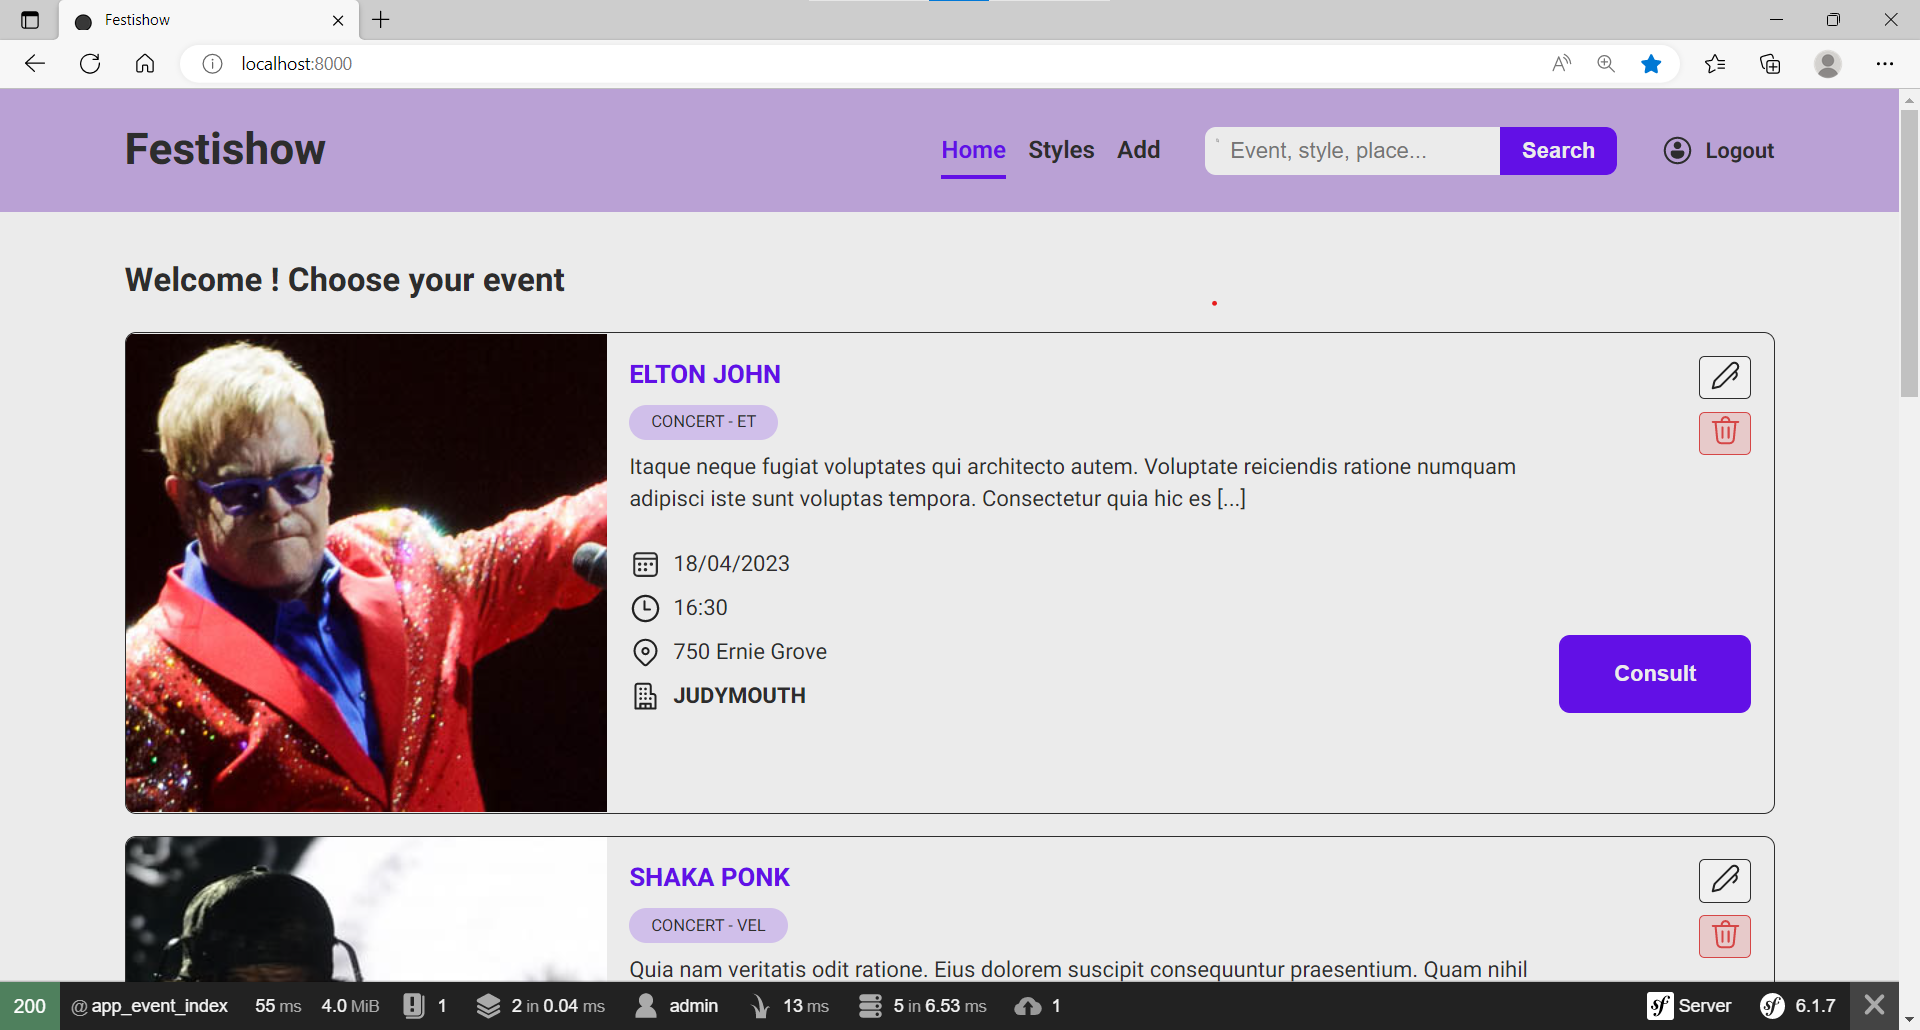 Festishow
localhost:8000
Festishow
Home Styles Add Event, style, place... Search Logout
Welcome ! Choose your event
ELTON JOHN
CONCERT - ET
Itaque neque fugiat voluptates qui architecto autem. Voluptate reiciendis ratione numquam
adipisci iste sunt voluptas tempora. Consectetur quia hic es [...]
18/04/2023
16:30
750 Ernie Grove
JUDYMOUTH
Consult
SHAKA PONK
CONCERT - VEL
Quia nam veritatis odit ratione. Eius dolorem suscipit consequuntur praesentium. Quam nihil
200 @ app_event_index 55 ms 4.0 MiB 1 2 in 0.04 ms admin 13 ms 5 in 6.53 ms 1 sf Server sf 6.1.7